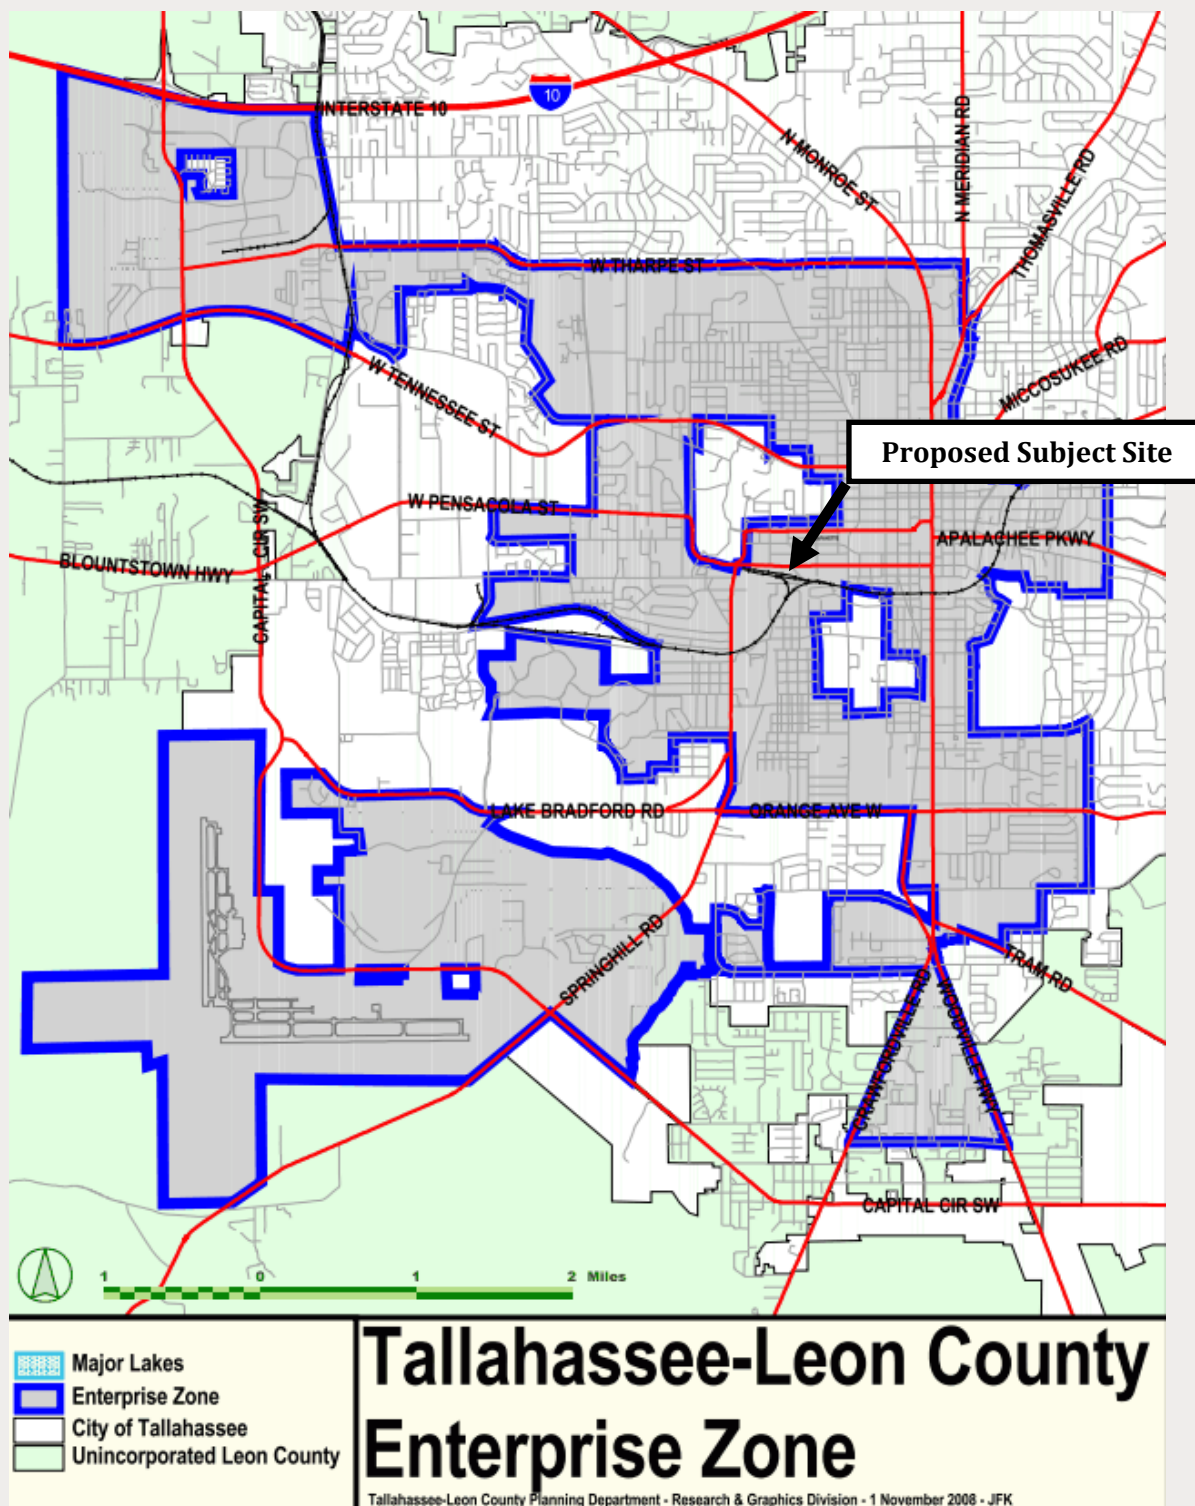 INTERSTATE 10
10
N MONROE ST
N MERIDIAN RD
THOMASVILLE RD
W THARPE ST
MICCOSUKEE RD
W TENNESSEE ST
Proposed Subject Site
W PENSACOLA ST
APALACHEE PKWY
BLOUNTSTOWN HWY
CAPITAL CIR SW
LAKE BRADFORD RD
ORANGE AVE W
SPRINGHILL RD
TRAM RD
CRAWFORDVILLE RD
WOODVILLE HWY
CAPITAL CIR SW
1 0 1 2 Miles
Major Lakes
Enterprise Zone
City of Tallahassee
Unincorporated Leon County
Tallahassee-Leon County
Enterprise Zone
Tallahassee-Leon County Planning Department - Research & Graphics Division - 1 November 2008 - JFK